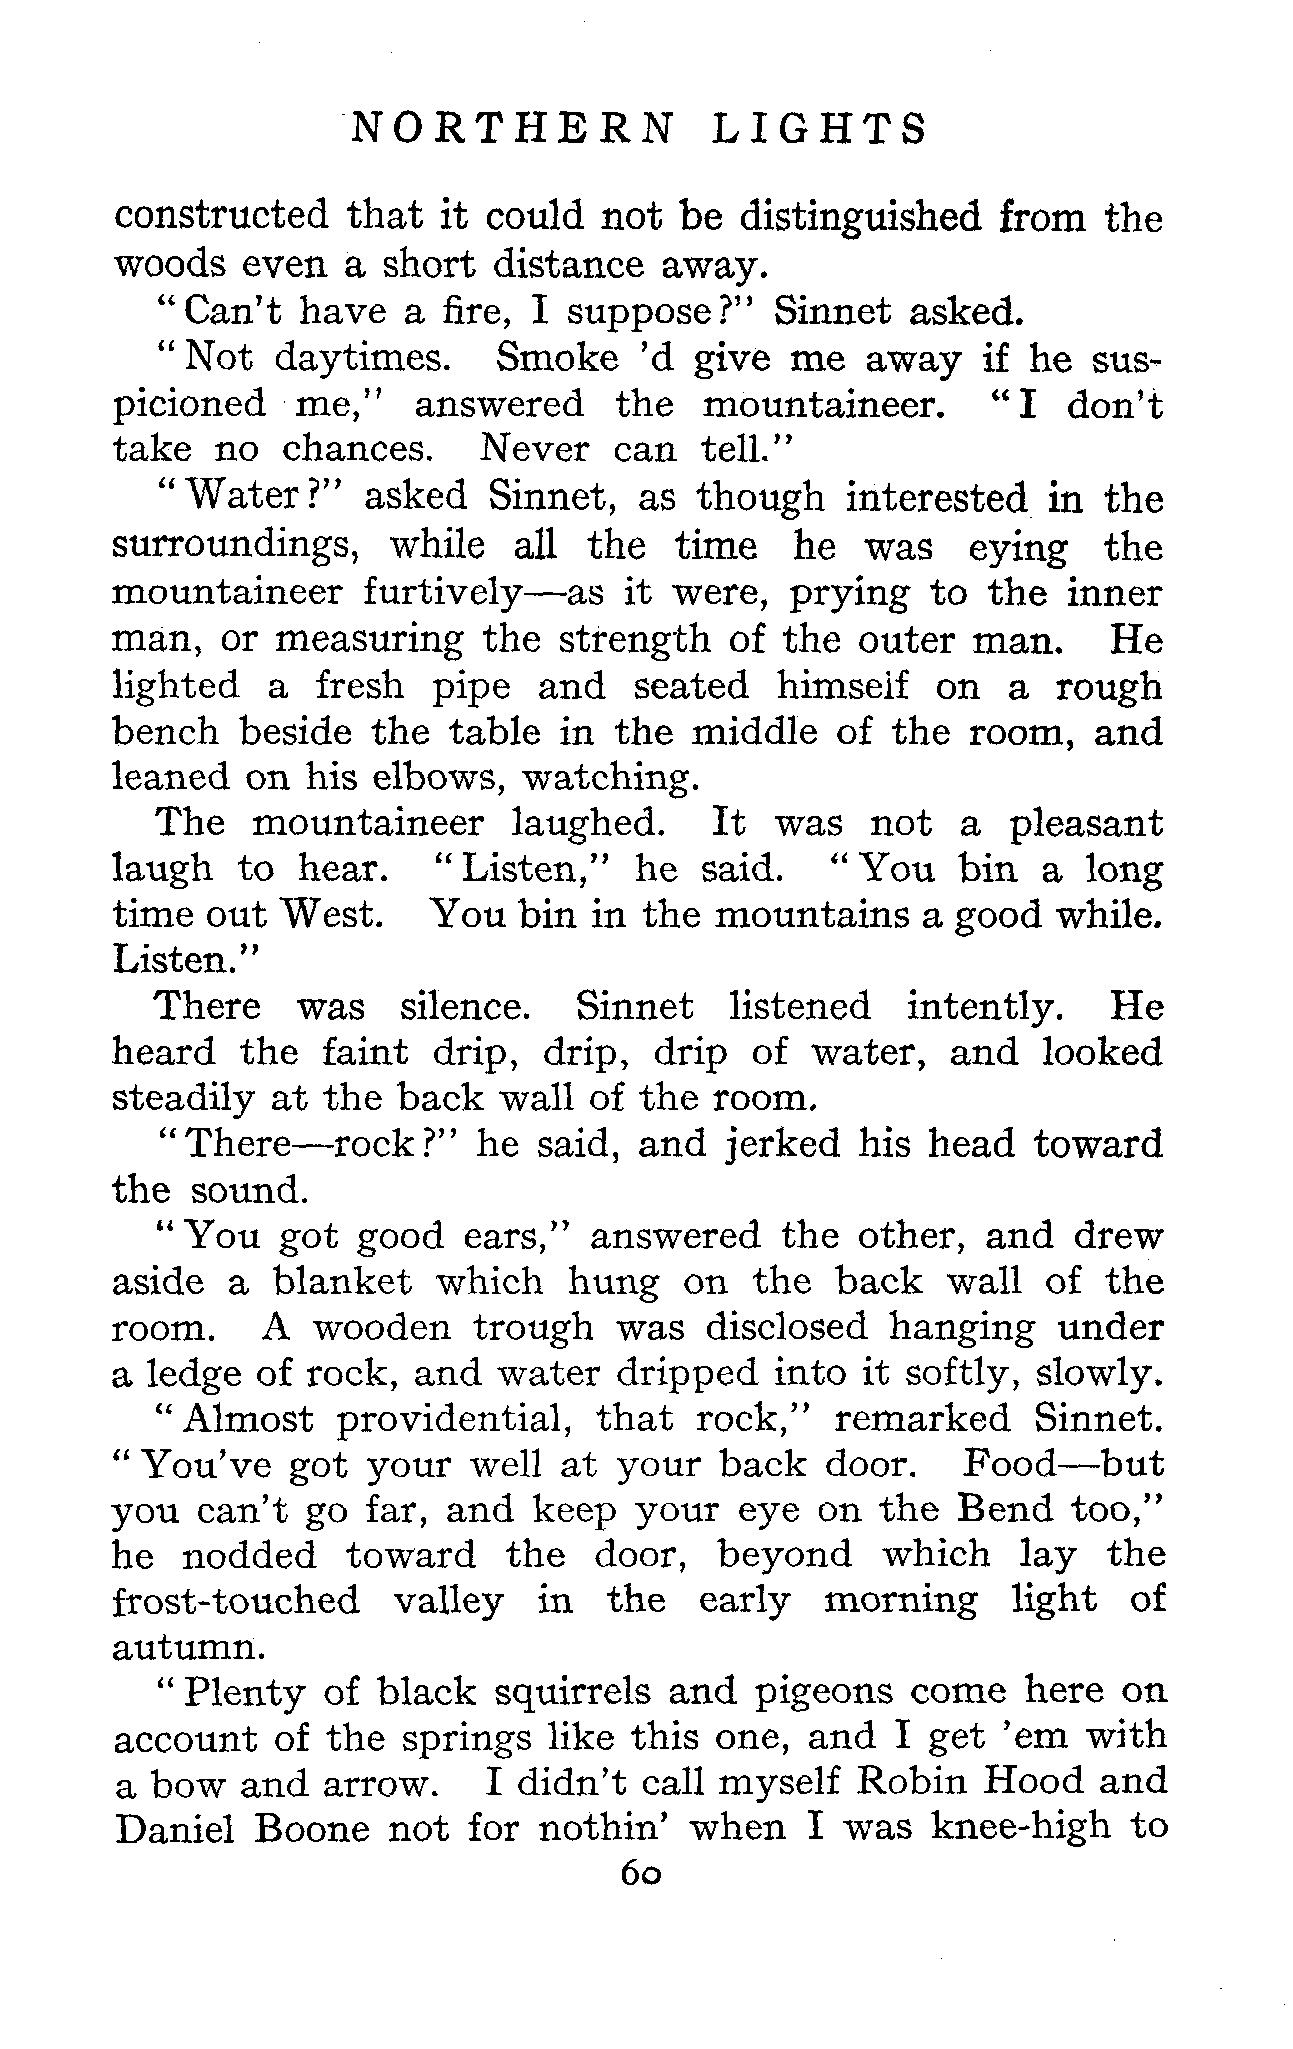 NORTHERN LIGHTS
constructed that it could not be distinguished from the
woods even a short distance away.
"Can't have a fire, I suppose?" Sinnet asked.
"Not daytimes. Smoke 'd give me away if he sus-
picioned me," answered the mountaineer. "I don't
take no chances. Never can tell."
"Water?" asked Sinnet, as though interested in the
surroundings, while all the time he was eying the
mountaineer furtively—as it were, prying to the inner
man, or measuring the strength of the outer man. He
lighted a fresh pipe and seated himself on a rough
bench beside the table in the middle of the room, and
leaned on his elbows, watching.
The mountaineer laughed. It was not a pleasant
laugh to hear. "Listen," he said. "You bin a long
time out West. You bin in the mountains a good while.
Listen."
There was silence. Sinnet listened intently. He
heard the faint drip, drip, drip of water, and looked
steadily at the back wall of the room.
"There—rock?" he said, and jerked his head toward
the sound.
"You got good ears," answered the other, and drew
aside a blanket which hung on the back wall of the
room. A wooden trough was disclosed hanging under
a ledge of rock, and water dripped into it softly, slowly.
"Almost providential, that rock," remarked Sinnet.
"You've got your well at your back door. Food—but
you can't go far, and keep your eye on the Bend too,"
he nodded toward the door, beyond which lay the
frost-touched valley in the early morning light of
autumn.
"Plenty of black squirrels and pigeons come here on
account of the springs like this one, and I get 'em with
a bow and arrow. I didn't call myself Robin Hood and
Daniel Boone not for nothin' when I was knee-high to
60